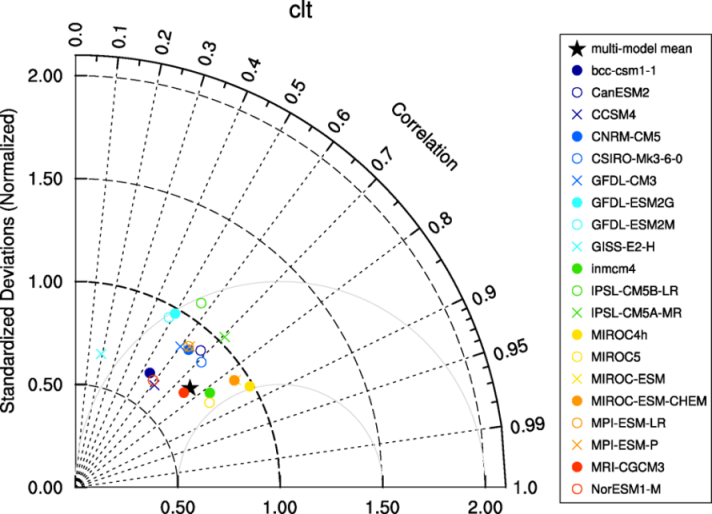 clt
0.0
0.1
0.2
0.3
0.4
0.5
0.6
0.7
0.8
0.9
0.95
0.99
1.0
Correlation
Standardized Deviations (Normalized)
2.00
1.50
1.00
0.50
0.00
0.50
1.00
1.50
2.00
multi-model mean
bcc-csm1-1
CanESM2
CCSM4
CNRM-CM5
CSIRO-Mk3-6-0
GFDL-CM3
GFDL-ESM2G
GFDL-ESM2M
GISS-E2-H
inmcm4
IPSL-CM5B-LR
IPSL-CM5A-MR
MIROC4h
MIROC5
MIROC-ESM
MIROC-ESM-CHEM
MPI-ESM-LR
MPI-ESM-P
MRI-CGCM3
NorESM1-M